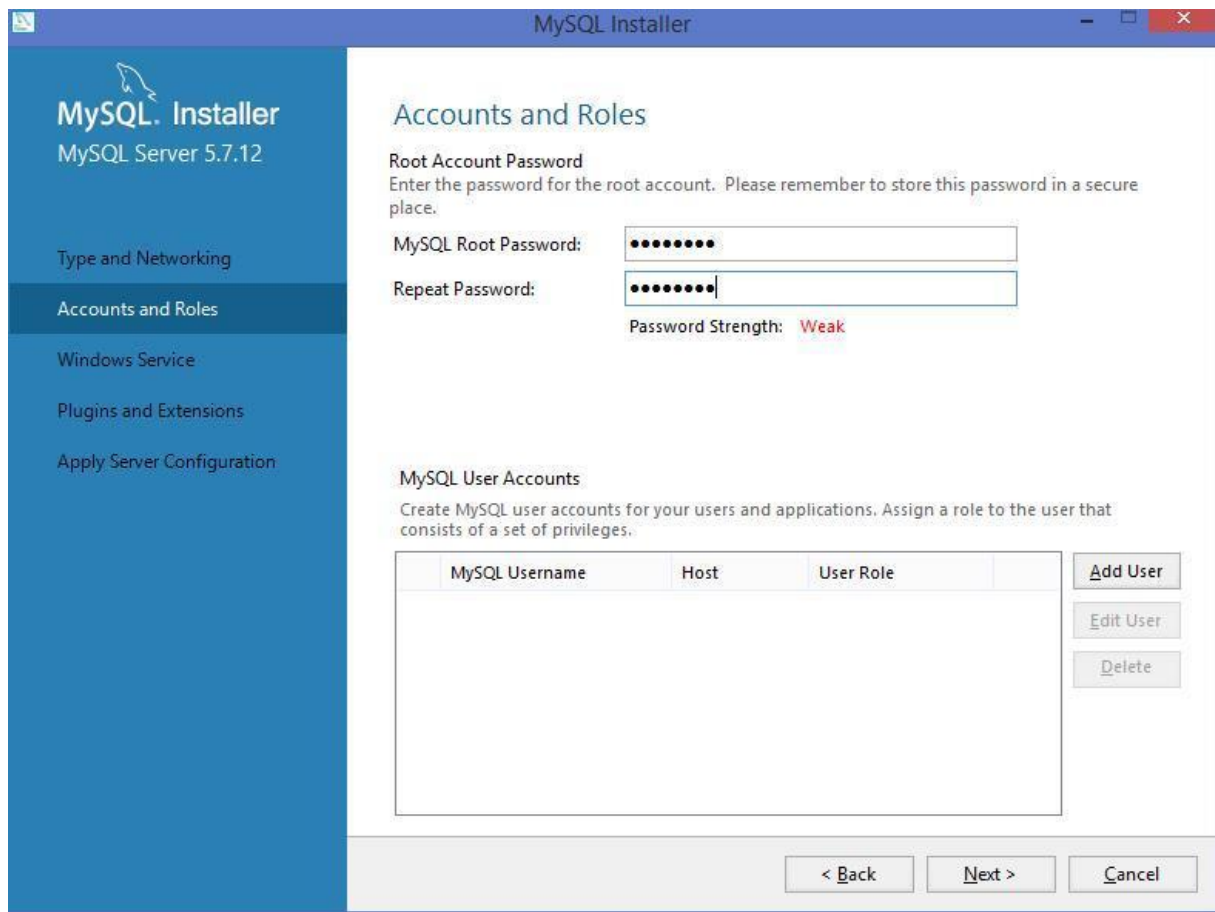 MySQL Installer
MySQL. Installer
MySQL Server 5.7.12
Type and Networking
Accounts and Roles
Windows Service
Plugins and Extensions
Apply Server Configuration
Accounts and Roles
Root Account Password
Enter the password for the root account. Please remember to store this password in a secure
place.
MySQL Root Password: ●●●●●●●●
Repeat Password: ●●●●●●●●
Password Strength: Weak
MySQL User Accounts
Create MySQL user accounts for your users and applications. Assign a role to the user that
consists of a set of privileges.
MySQL Username Host User Role
Add User
Edit User
Delete
< Back Next > Cancel